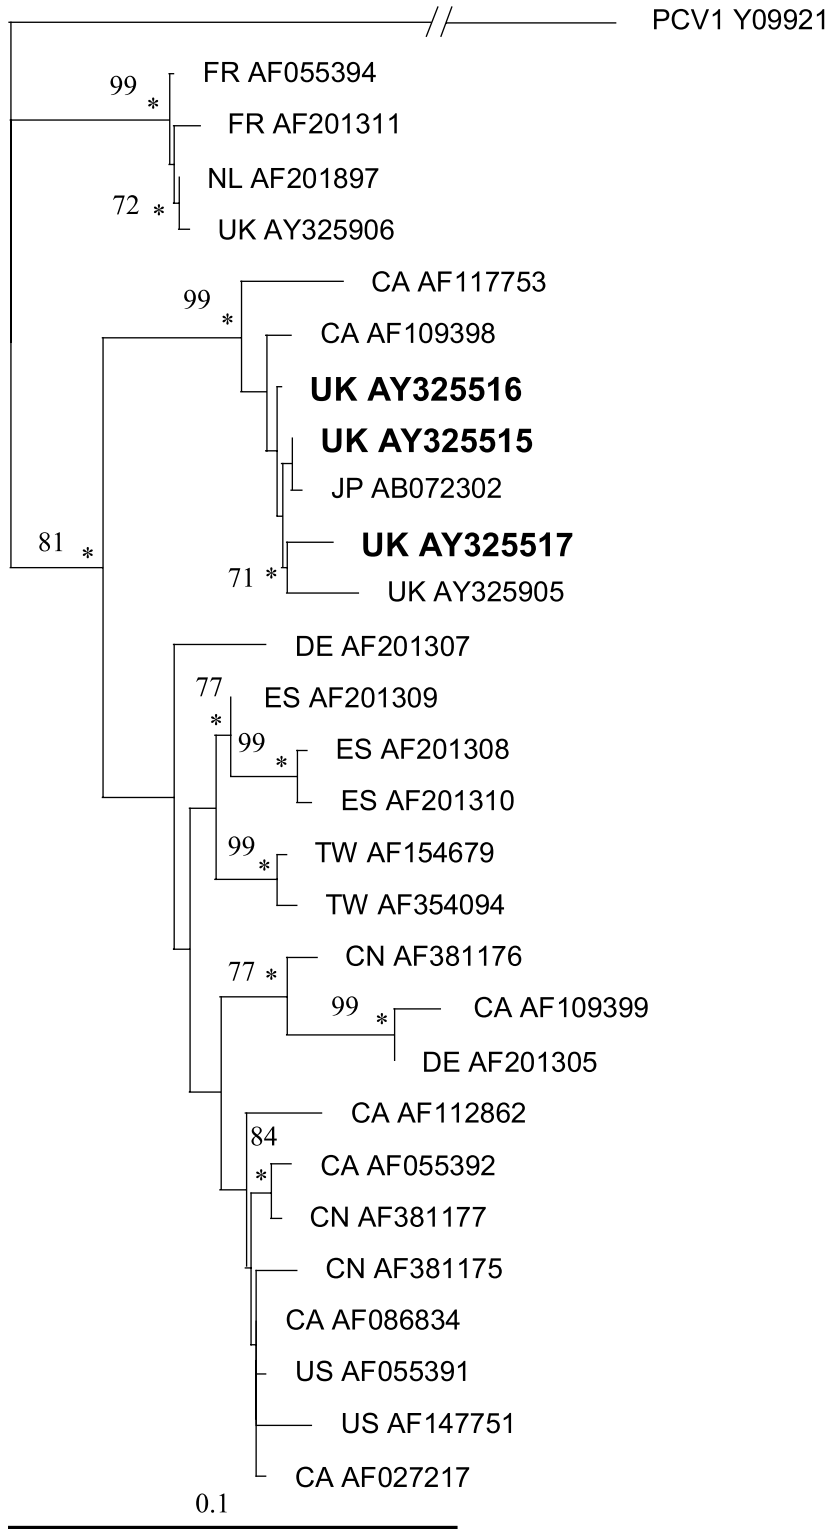 PCV1 Y09921
FR AF055394
99
*
FR AF201311
NL AF201897
72 *
UK AY325906
CA AF117753
99
*
CA AF109398
UK AY325516
UK AY325515
JP AB072302
81 *
UK AY325517
71 *
UK AY325905
DE AF201307
77
*
ES AF201309
99 *
ES AF201308
ES AF201310
99 *
TW AF154679
TW AF354094
CN AF381176
77 *
99 *
CA AF109399
DE AF201305
CA AF112862
84
*
CA AF055392
CN AF381177
CN AF381175
CA AF086834
US AF055391
US AF147751
CA AF027217
0.1